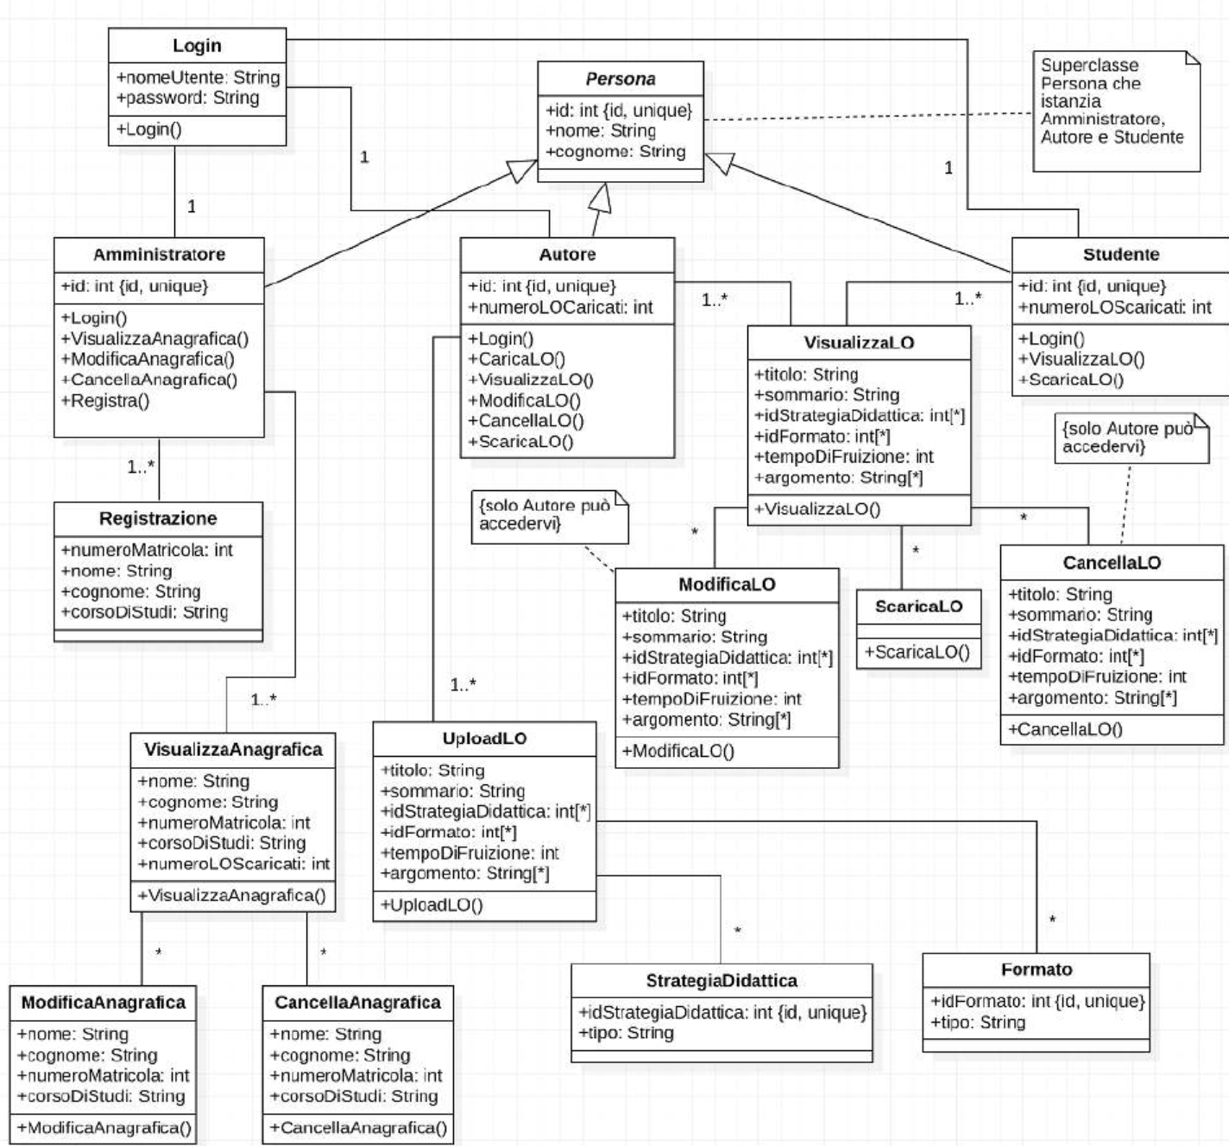 Login
+nomeUtente: String
+password: String
+Login()
Persona
+id: int {id, unique}
+nome: String
+cognome: String
Superclasse
Persona che
istanzia
Amministratore,
Autore e Studente
1
1
1
Amministratore
+id: int {id, unique}
+Login()
+VisualizzaAnagrafica()
+ModificaAnagrafica()
+CancellaAnagrafica()
+Registra()
Autore
+id: int {id, unique}
+numeroLOCaricati: int
+Login()
+CaricaLO()
+VisualizzaLO()
+ModificaLO()
+CancellaLO()
+ScaricaLO()
1..*
1..*
Studente
+id: int {id, unique}
+numeroLOScaricati: int
+Login()
+VisualizzaLO()
+ScaricaLO()
VisualizzaLO
+titolo: String
+sommario: String
+idStrategiaDidattica: int[*]
+idFormato: int[*]
+tempoDiFruizione: int
+argomento: String[*]
+VisualizzaLO()
{solo Autore può
accedervi}
{solo Autore può
accedervi}
1..*
Registrazione
+numeroMatricola: int
+nome: String
+cognome: String
+corsoDiStudi: String
*
*
*
ModificaLO
+titolo: String
+sommario: String
+idStrategiaDidattica: int[*]
+idFormato: int[*]
+tempoDiFruizione: int
+argomento: String[*]
+ModificaLO()
ScaricaLO
+ScaricaLO()
CancellaLO
+titolo: String
+sommario: String
+idStrategiaDidattica: int[*]
+idFormato: int[*]
+tempoDiFruizione: int
+argomento: String[*]
+CancellaLO()
1..*
1..*
VisualizzaAnagrafica
+nome: String
+cognome: String
+numeroMatricola: int
+corsoDiStudi: String
+numeroLOScaricati: int
+VisualizzaAnagrafica()
UploadLO
+titolo: String
+sommario: String
+idStrategiaDidattica: int[*]
+idFormato: int[*]
+tempoDiFruizione: int
+argomento: String[*]
+UploadLO()
*
*
*
*
ModificaAnagrafica
+nome: String
+cognome: String
+numeroMatricola: int
+corsoDiStudi: String
+ModificaAnagrafica()
CancellaAnagrafica
+nome: String
+cognome: String
+numeroMatricola: int
+corsoDiStudi: String
+CancellaAnagrafica()
StrategiaDidattica
+idStrategiaDidattica: int {id, unique}
+tipo: String
Formato
+idFormato: int {id, unique}
+tipo: String